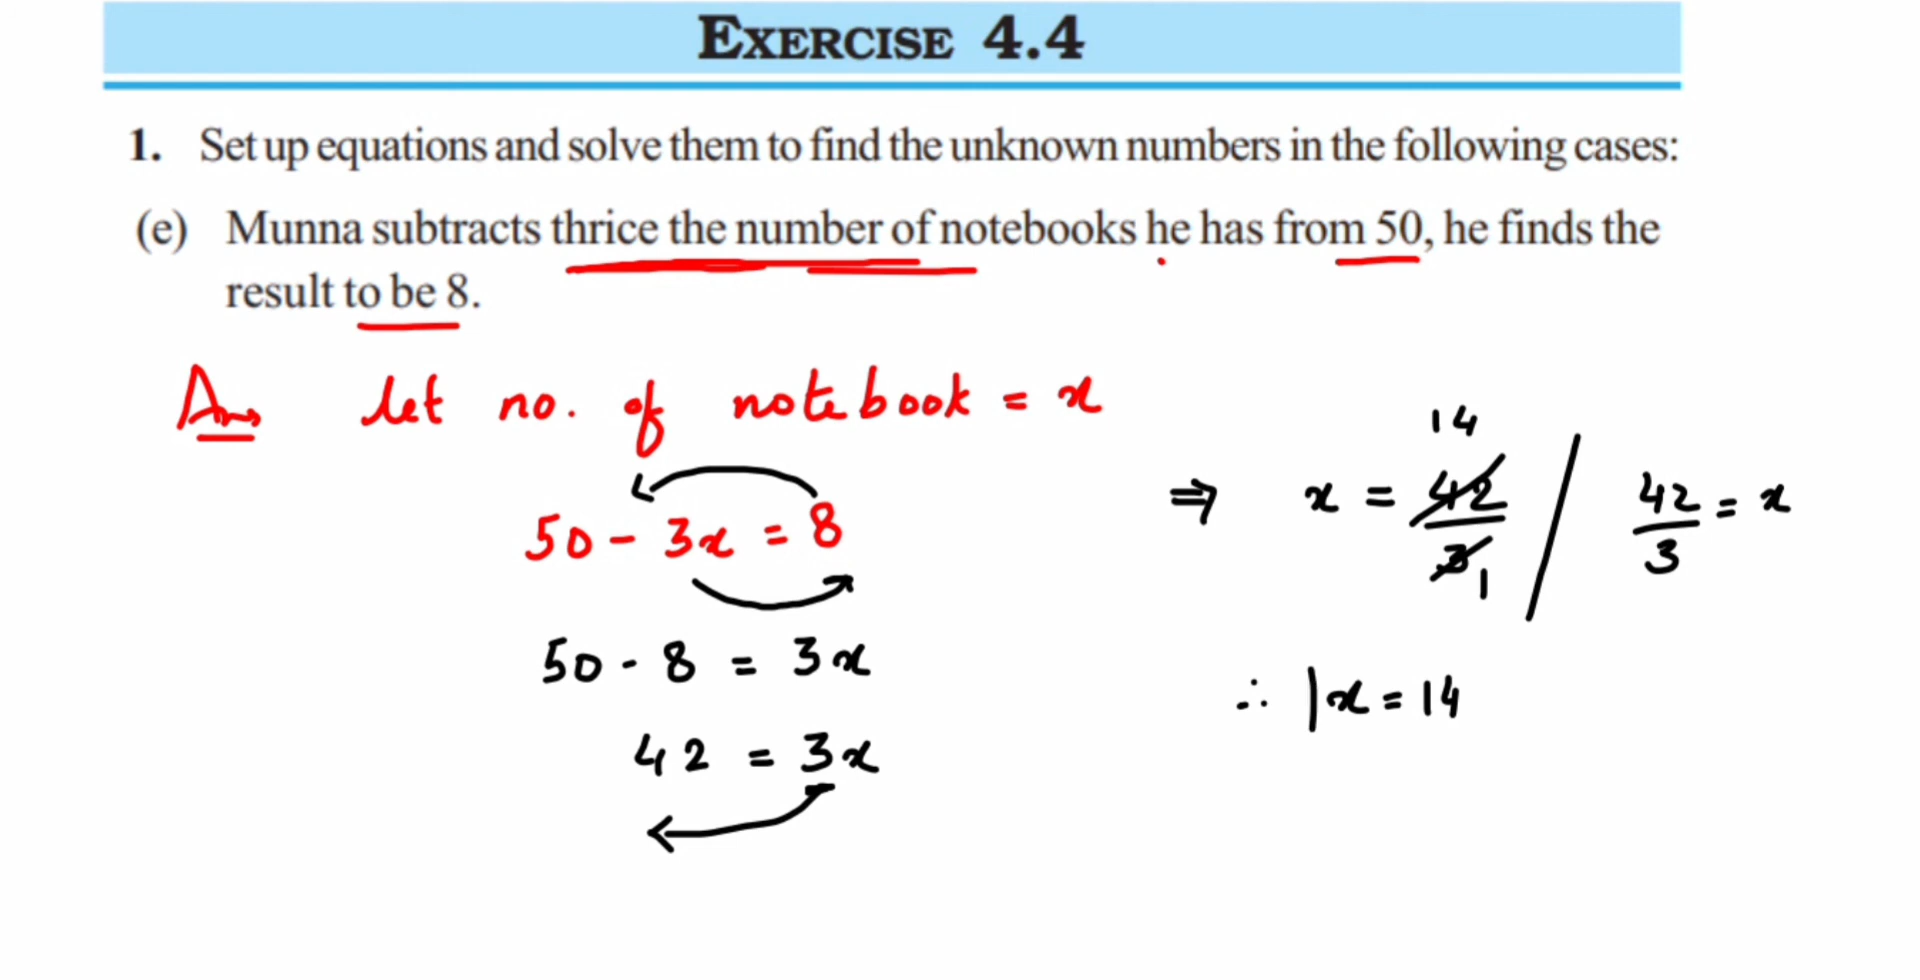 EXERCISE 4.4
1. Set up equations and solve them to find the unknown numbers in the following cases:
(e) Munna subtracts thrice the number of notebooks he has from 50, he finds the
result to be 8.
Ans let no. of notebook = x
50 - 3x = 8
50 - 8 = 3x
42 = 3x
14
⇒ x = 42/3 / 42/3 = x
1
∴ |x = 14